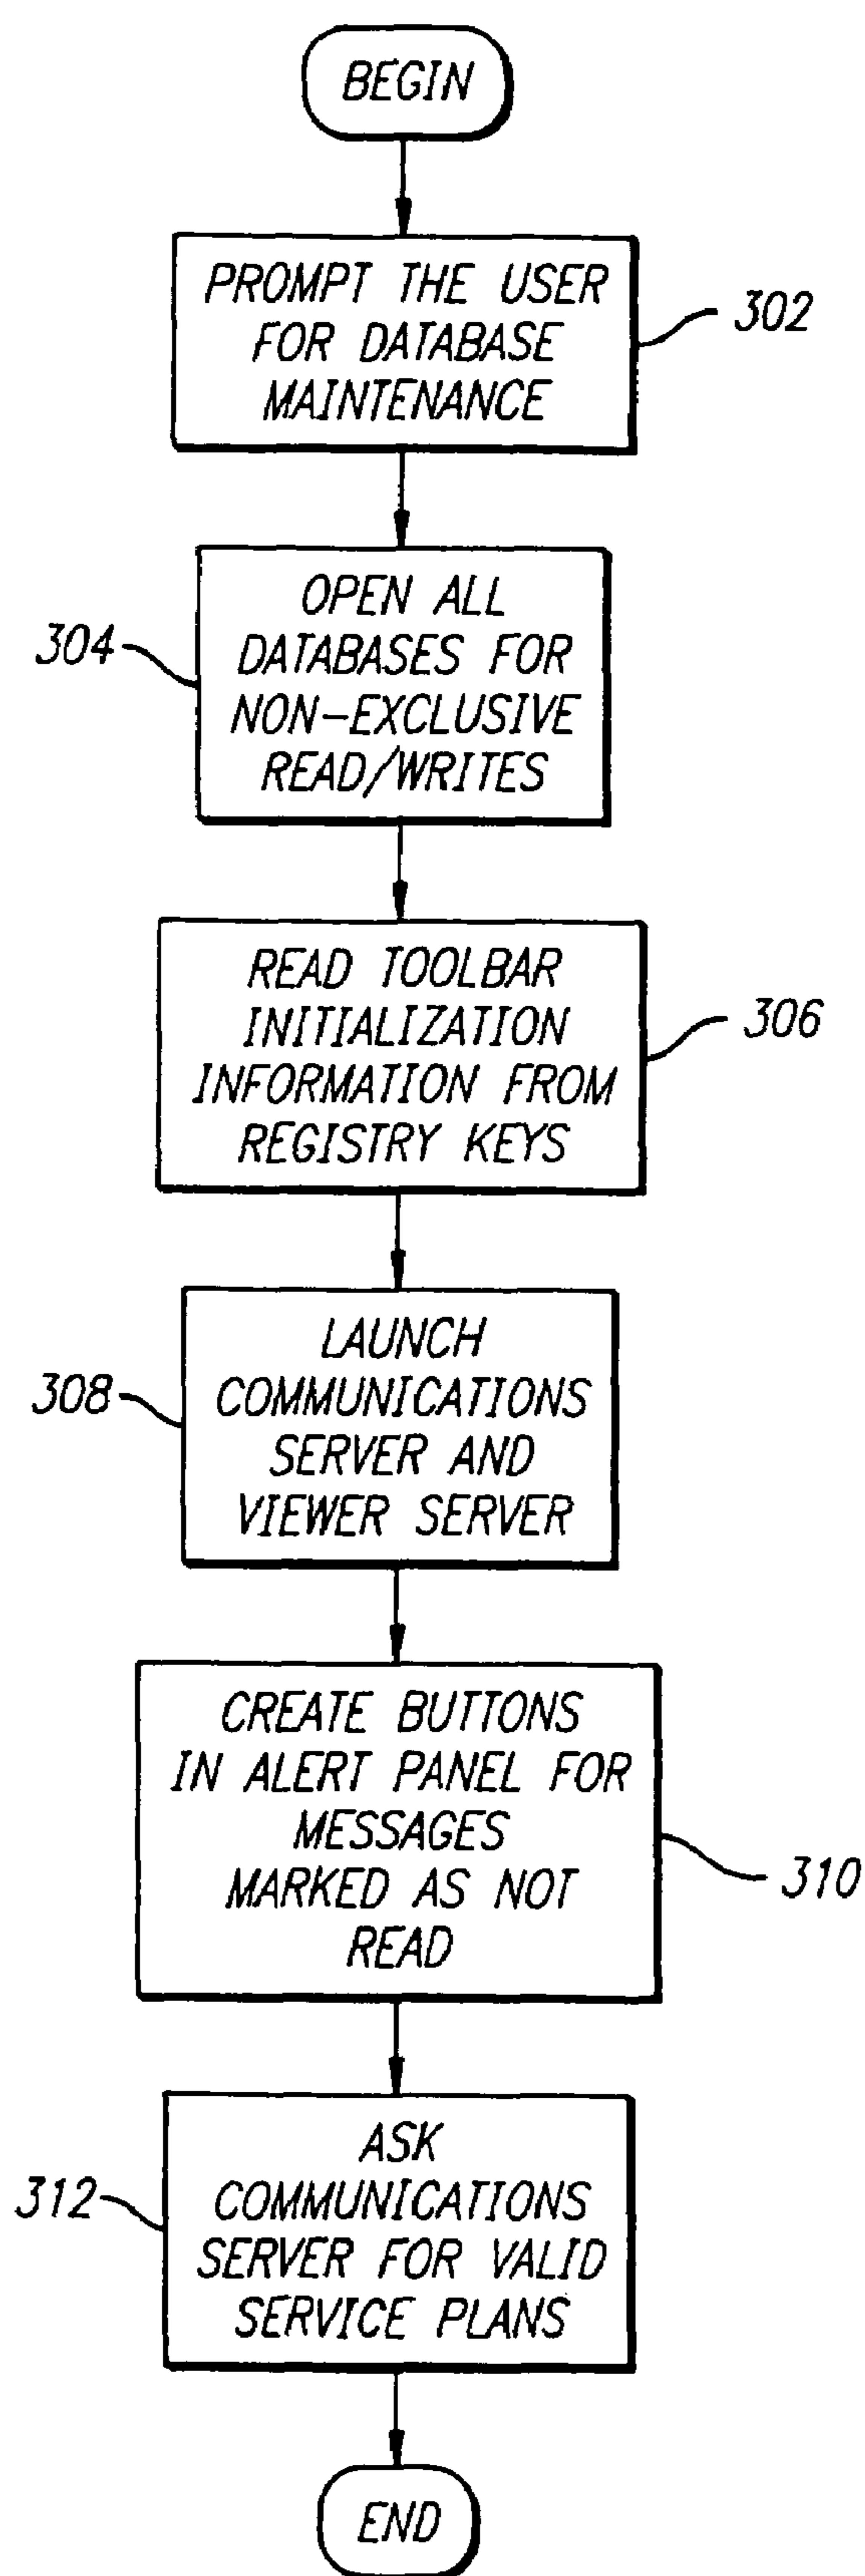 BEGIN
PROMPT THE USER
FOR DATABASE
MAINTENANCE
302
OPEN ALL
DATABASES FOR
NON-EXCLUSIVE
READ/WRITES
304
READ TOOLBAR
INITIALIZATION
INFORMATION FROM
REGISTRY KEYS
306
LAUNCH
COMMUNICATIONS
SERVER AND
VIEWER SERVER
308
CREATE BUTTONS
IN ALERT PANEL FOR
MESSAGES
MARKED AS NOT
READ
310
ASK
COMMUNICATIONS
SERVER FOR VALID
SERVICE PLANS
312
END